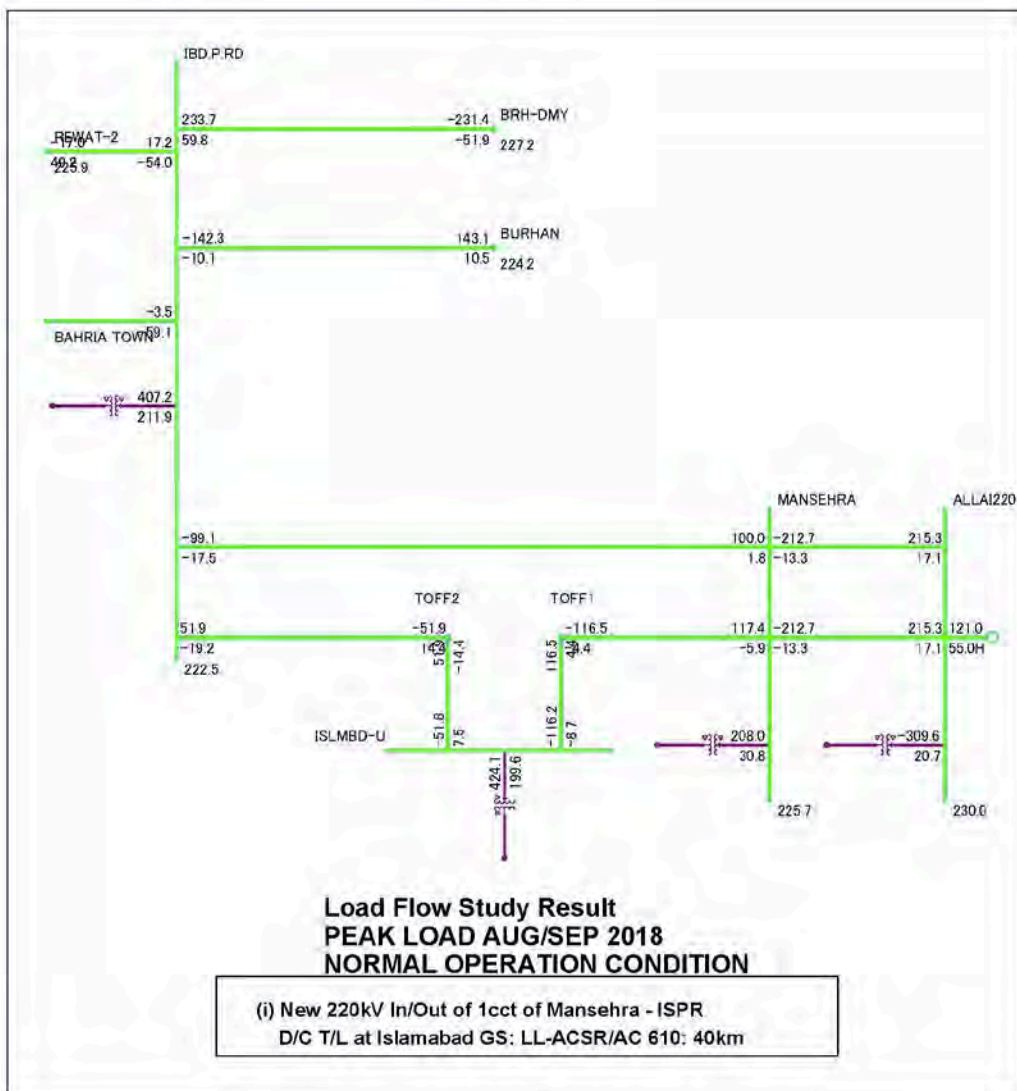 IBD.P.RD
233.7 -231.4 BRH-DMY
59.8 -51.9 227.2
REWAT-2
-17.0 17.2
225.9 -54.0
-142.3 143.1 BURHAN
-10.1 10.5 224.2
-3.5
BAHRIA TOWN -59.1
407.2
211.9
MANSEHRA ALLAI220
-99.1 100.0 -212.7 215.3
-17.5 1.8 -13.3 17.1
TOFF2 TOFF1
51.9 -51.9 -116.5 117.4 -212.7 215.3 121.0
-19.2 -5.9 -13.3 17.1 55.0H
222.5
-14.4
116.5
ISLMBD-U
-51.8
-116.2
424.1
199.6
208.0 -309.6
30.8 20.7
225.7 230.0
Load Flow Study Result
PEAK LOAD AUG/SEP 2018
NORMAL OPERATION CONDITION
(i) New 220kV In/Out of 1cct of Mansehra - ISPR
D/C T/L at Islamabad GS: LL-ACSR/AC 610: 40km